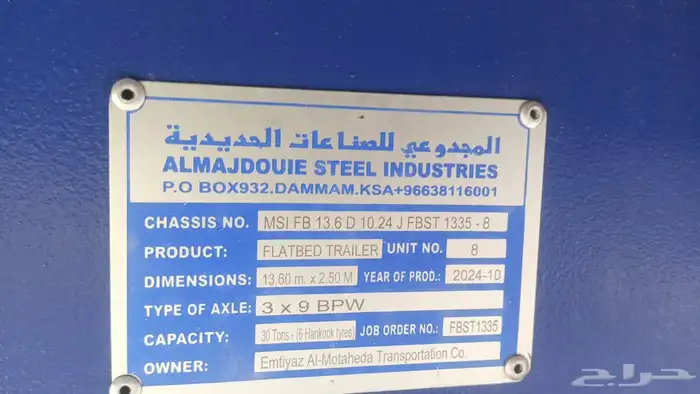 المجدوعي للصناعات الحديدية
ALMAJDOUIE STEEL INDUSTRIES
P.O BOX932.DAMMAM.KSA+96638116001
CHASSIS NO. MSI FB 13.6 D 10.24 J FBST 1335 - 8
PRODUCT: FLATBED TRAILER UNIT NO. 8
DIMENSIONS: 13,60 m. x 2.50 M YEAR OF PROD.: 2024-10
TYPE OF AXLE: 3 x 9 BPW
CAPACITY: 30 Tons - (6 Hankook tyres) JOB ORDER NO.: FBST1335
OWNER: Emtiyaz Al-Motaheda Transportation Co.
حراج